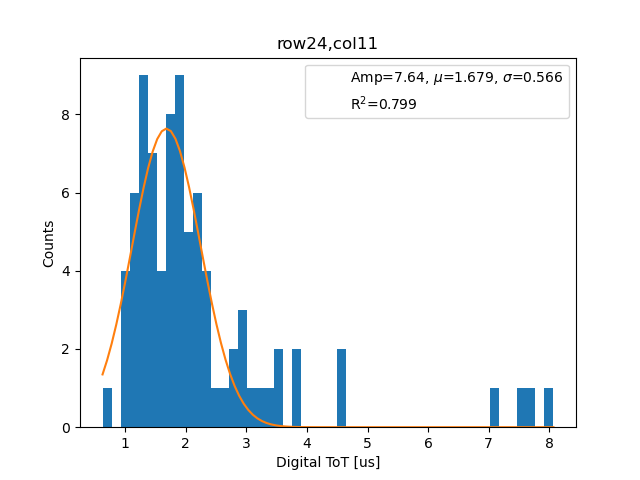 row24,col11
Amp=7.64, μ=1.679, σ=0.566
R²=0.799
Counts
8
6
4
2
0
1 2 3 4 5 6 7 8
Digital ToT [us]